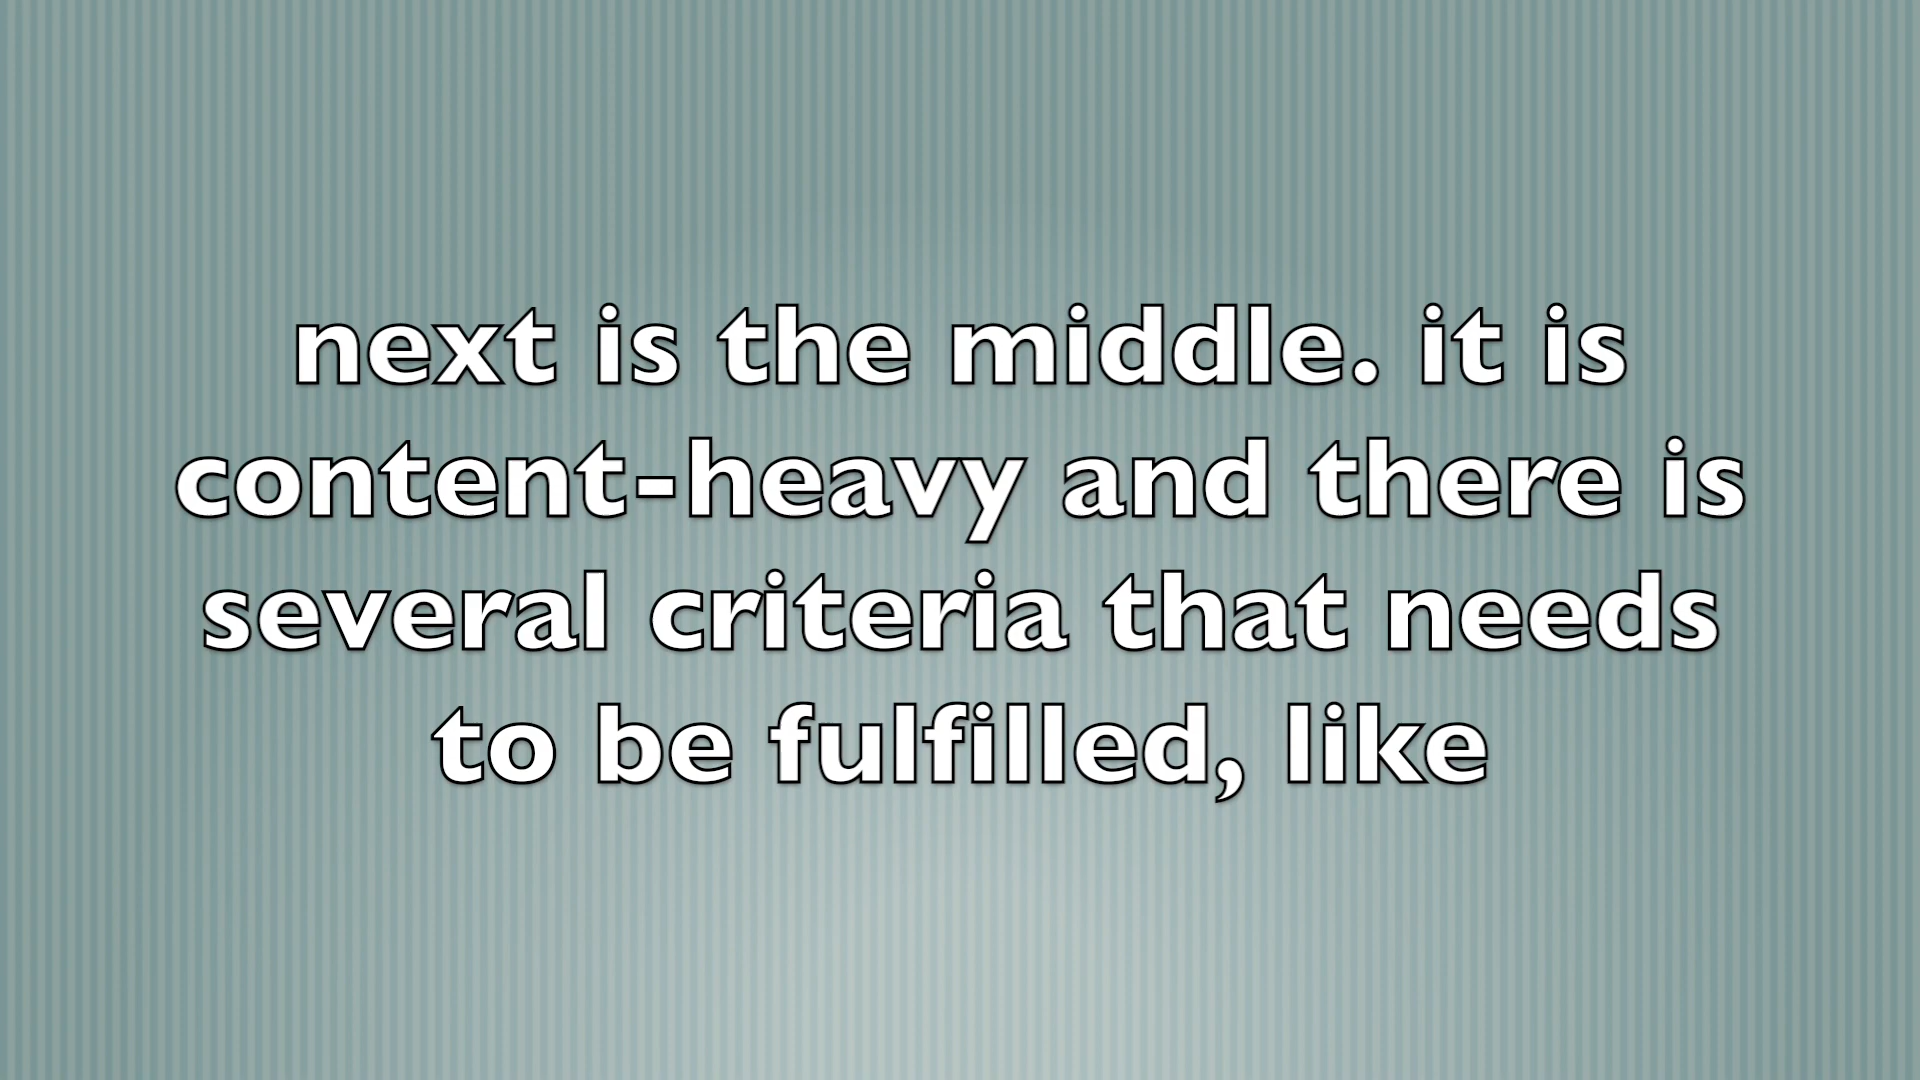 next is the middle. it is
content-heavy and there is
several criteria that needs
to be fulfilled, like